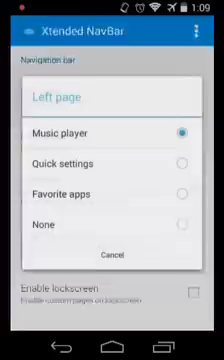 1:09
Xtended NavBar
Navigation bar
Left page
Music player
Quick settings
Favorite apps
None
Cancel
Enable lockscreen
Enable custom pages on lockscreen